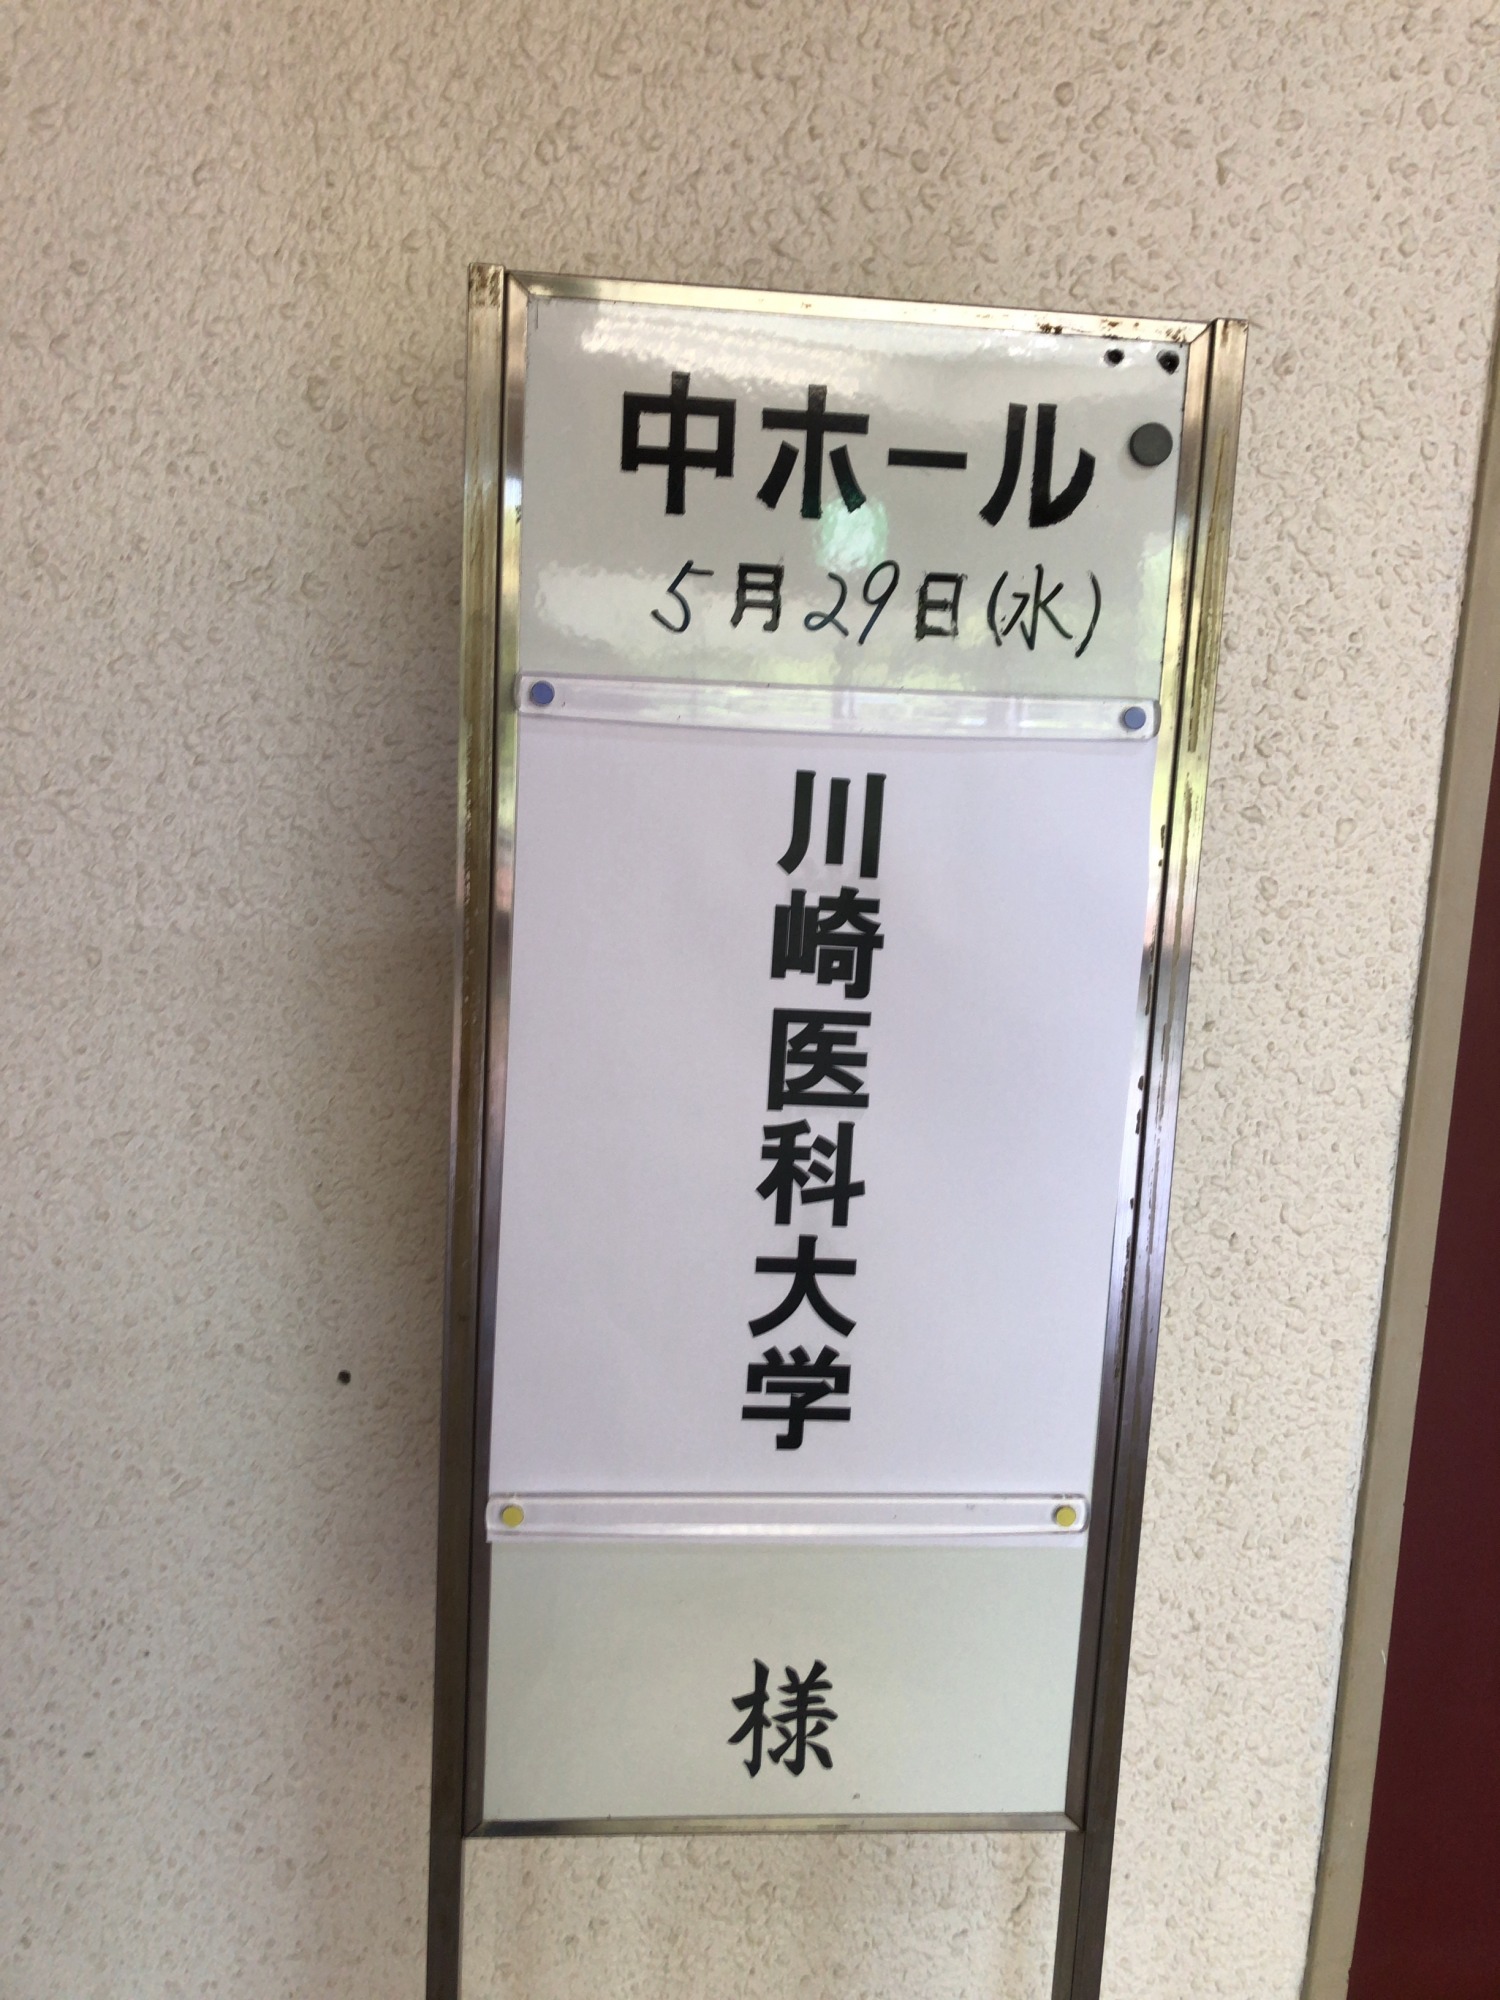 中ホール
5月29日(水)
川崎医科大学
様